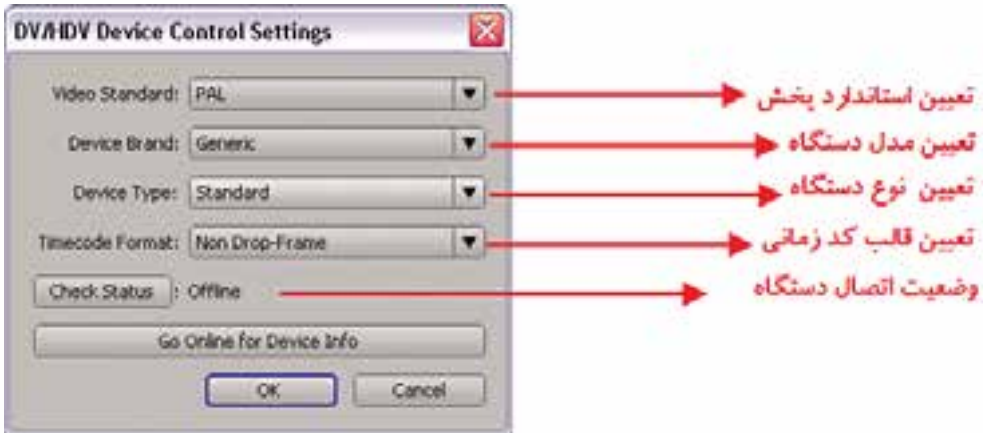 DV/HDV Device Control Settings
Video Standard: PAL تعیین استاندارد پخش
Device Brand: Generic تعیین مدل دستگاه
Device Type: Standard تعیین نوع دستگاه
Timecode Format: Non Drop-Frame تعیین قالب کد زمانی
Check Status : Offline وضعیت اتصال دستگاه
Go Online for Device Info
OK Cancel